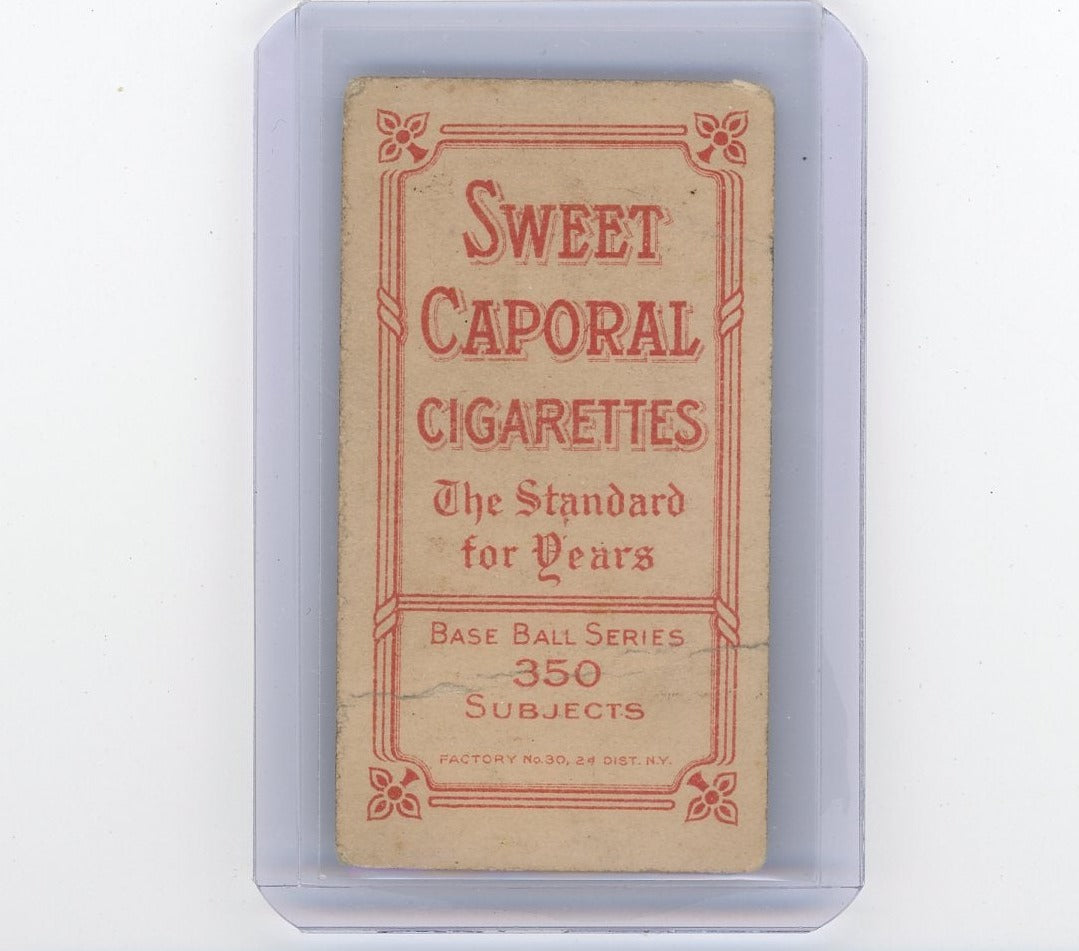 SWEET
CAPORAL
CIGARETTES
The Standard
for Years
BASE BALL SERIES
350
SUBJECTS
FACTORY No. 30, 2d DIST. N.Y.